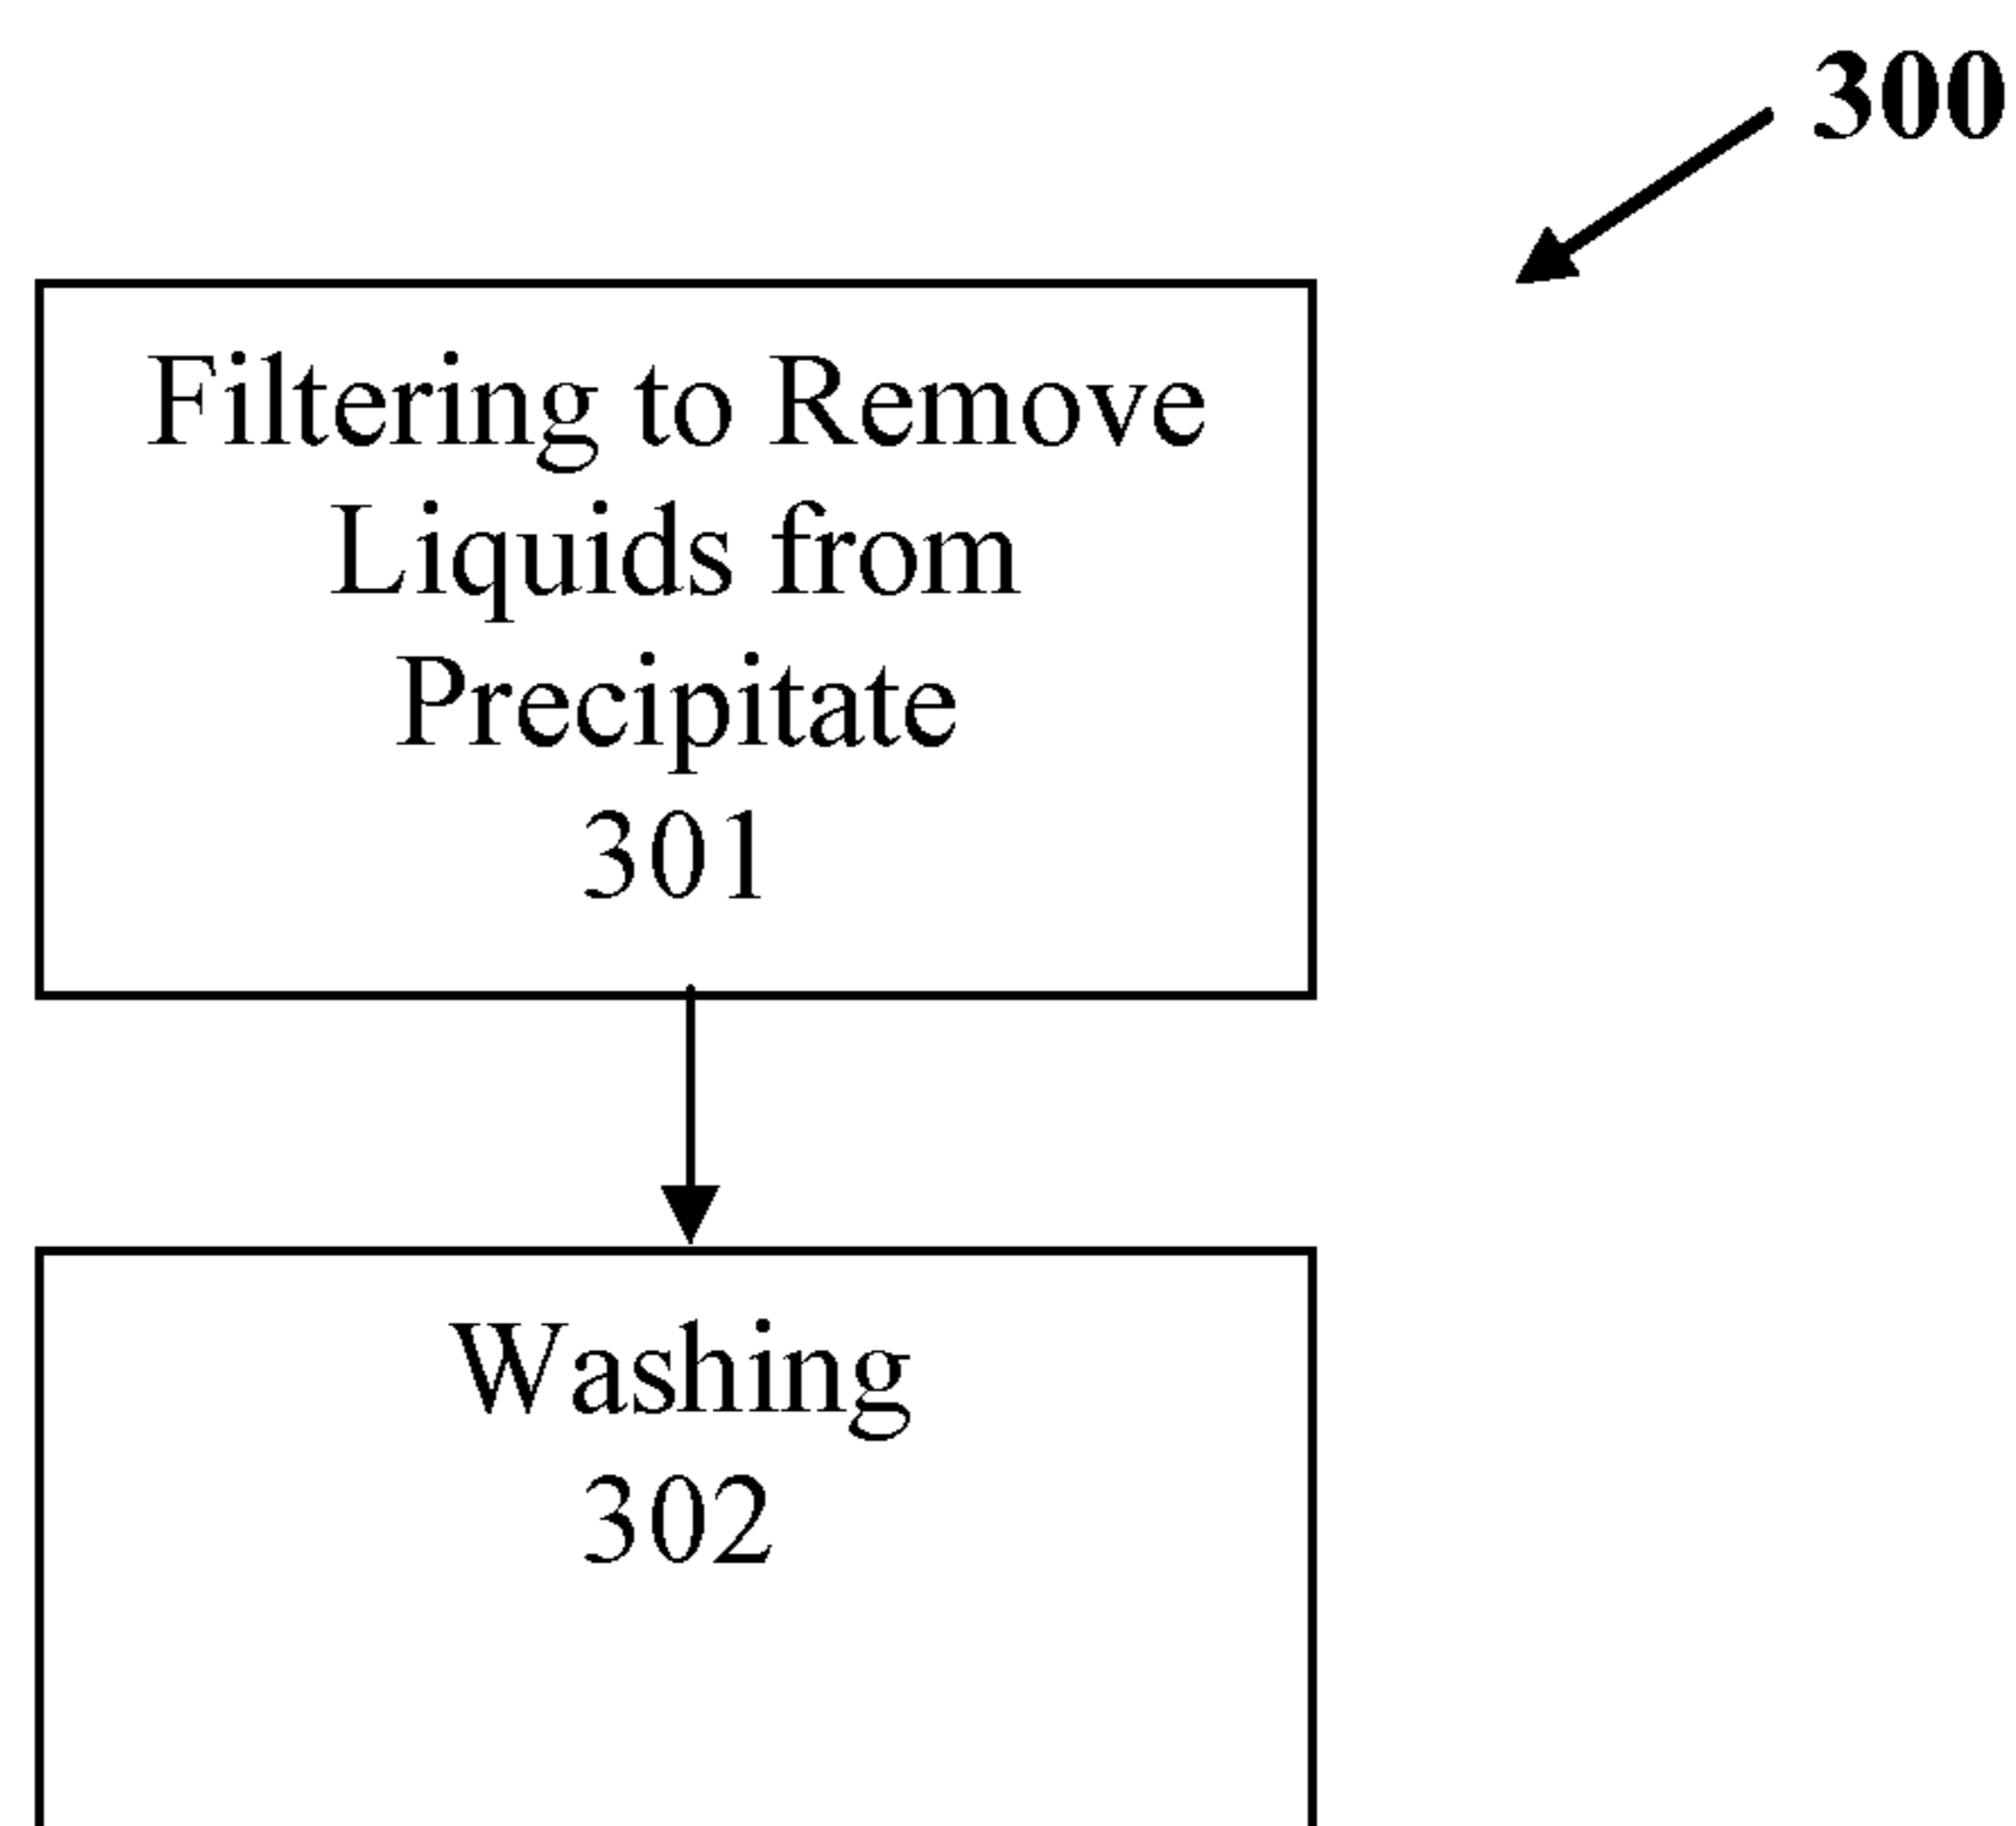 300
Filtering to Remove
Liquids from
Precipitate
301
Washing
302